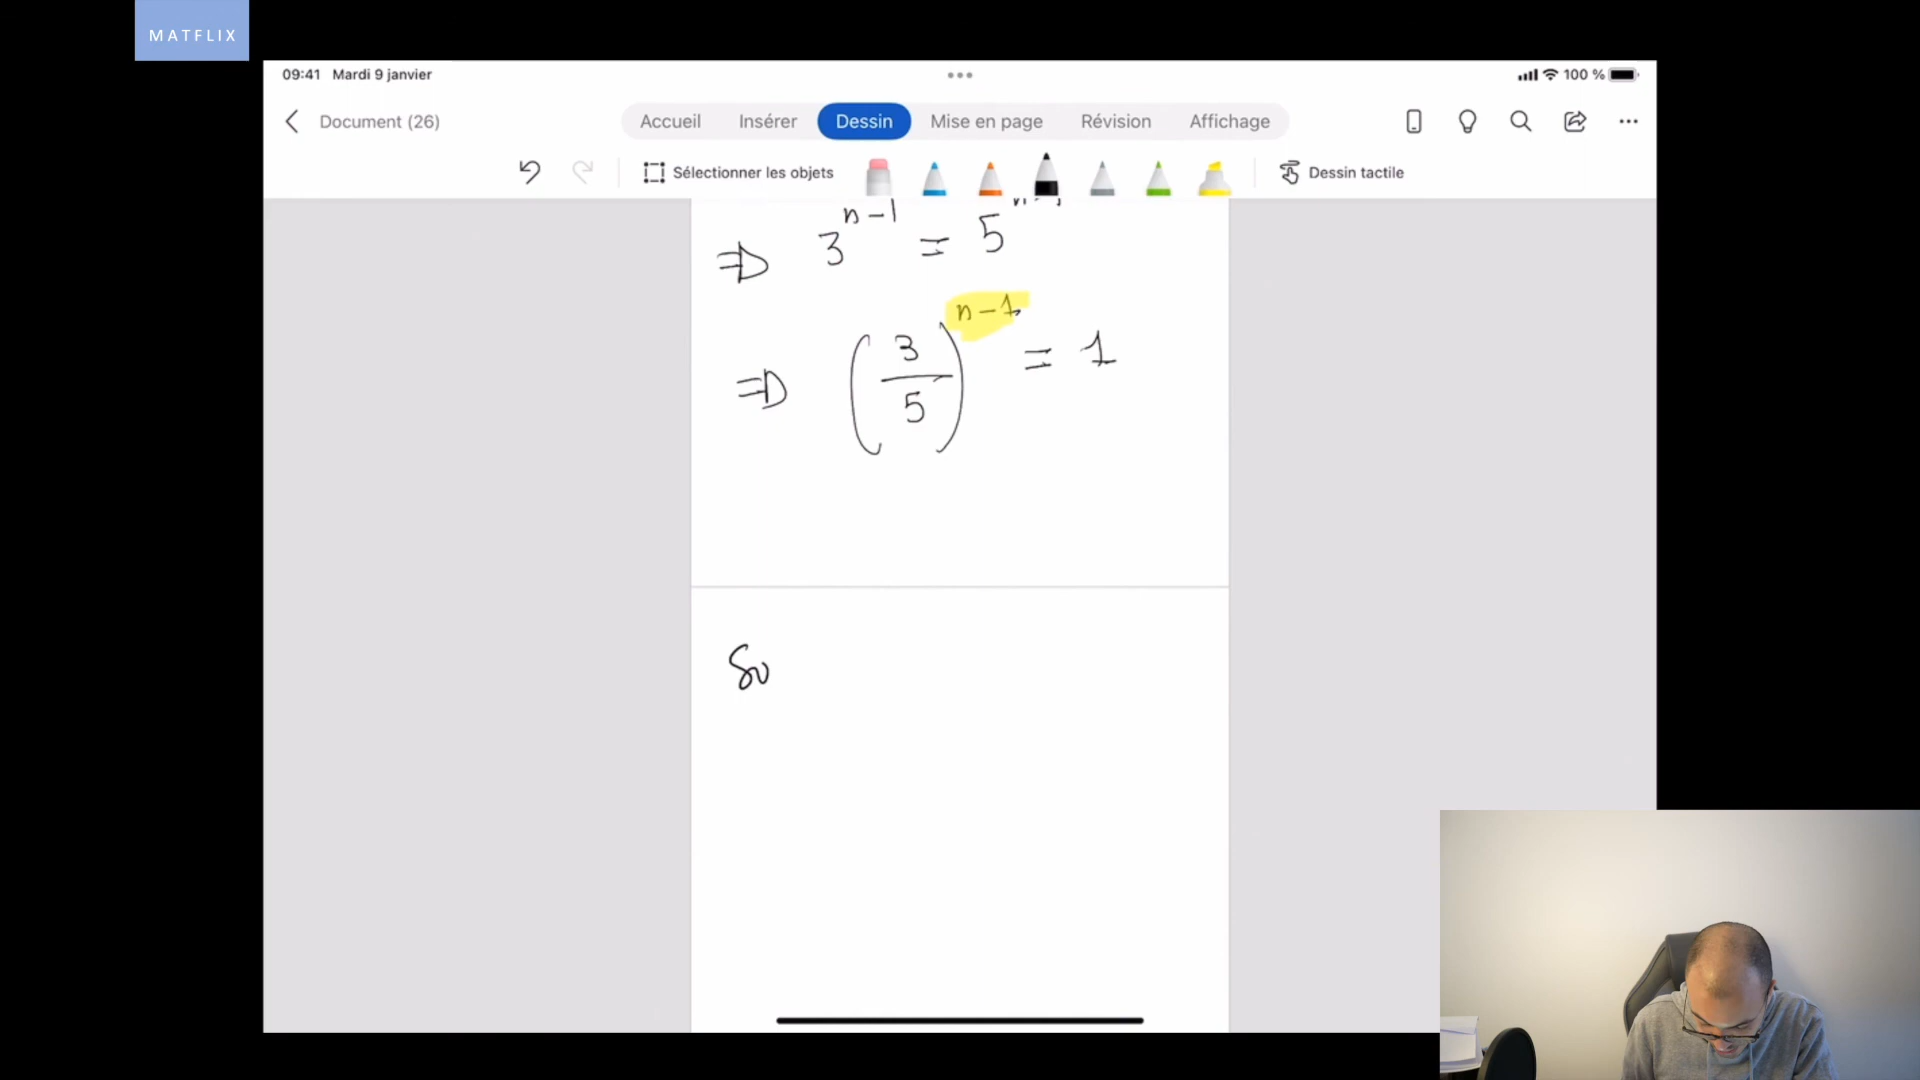 MATFLIX
09:41 Mardi 9 janvier
100 %
Document (26)
Accueil Insérer Dessin Mise en page Révision Affichage
Sélectionner les objets
Dessin tactile
⇒ 3^{n-1} = 5^{n-1}
⇒ (3/5)^{n-1} = 1
So